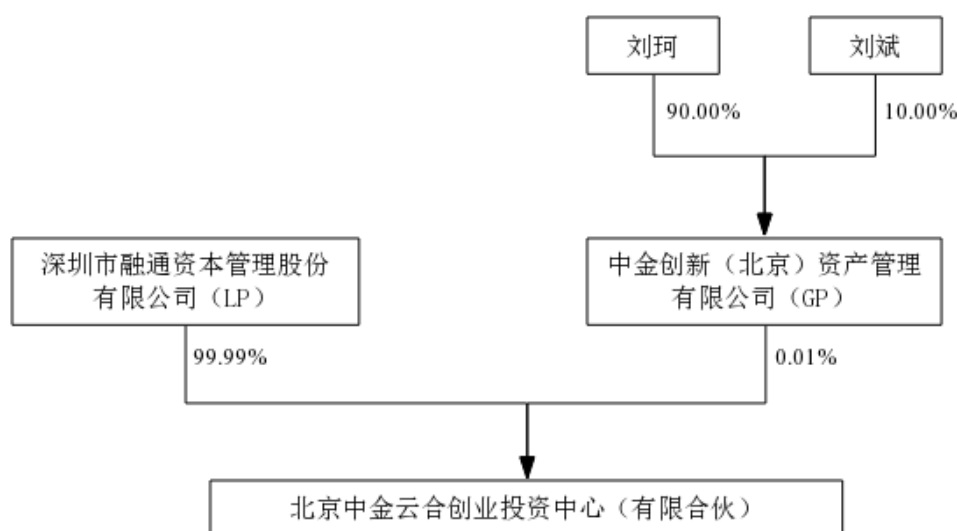 刘珂
刘斌
90.00%
10.00%
深圳市融通资本管理股份
有限公司（LP）
中金创新（北京）资产管理
有限公司（GP）
99.99%
0.01%
北京中金云合创业投资中心（有限合伙）